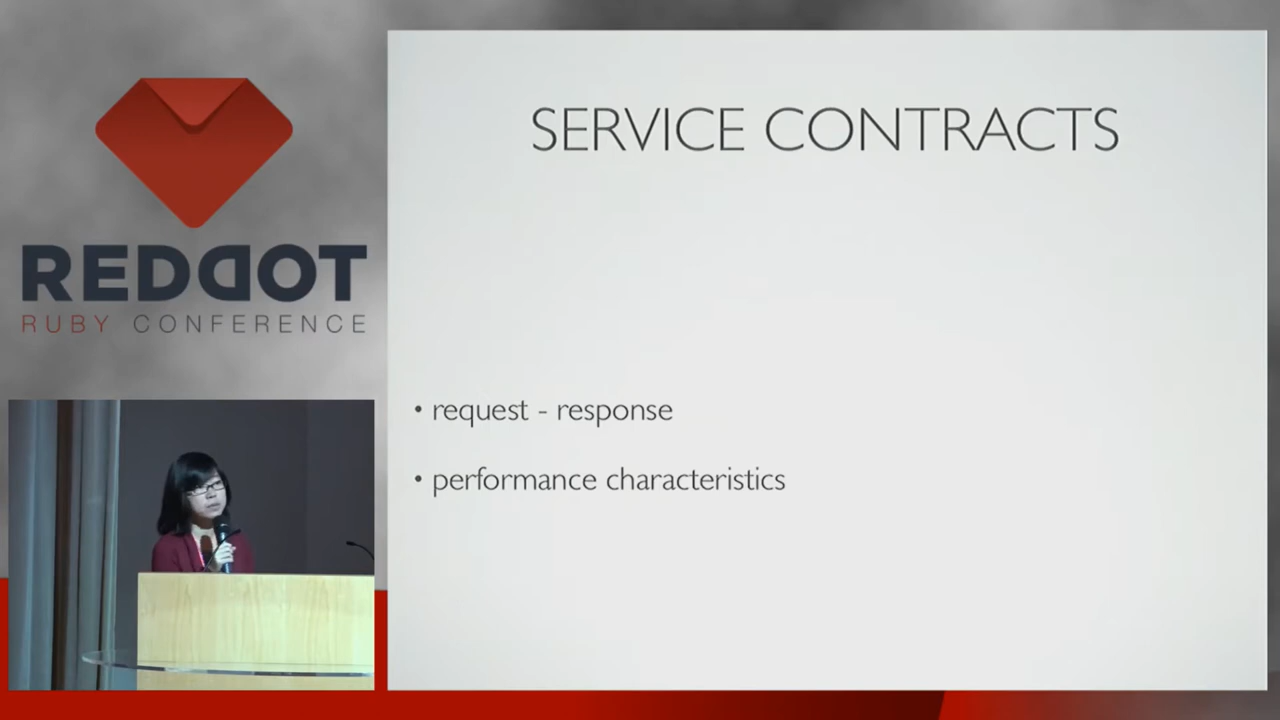 REDDOT
RUBY CONFERENCE
SERVICE CONTRACTS
• request - response
• performance characteristics